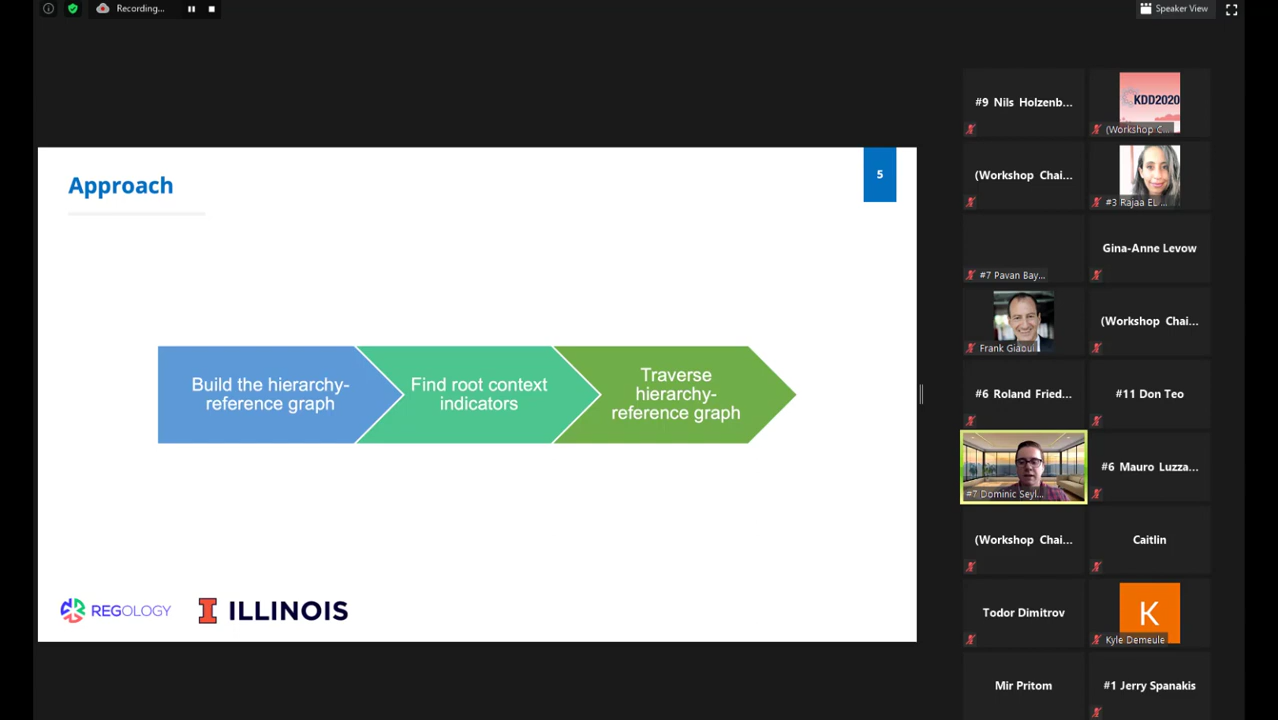 Recording...
Speaker View
Approach
5
Build the hierarchy-
reference graph
Find root context
indicators
Traverse
hierarchy-
reference graph
REGOLOGY
ILLINOIS
#9 Nils Holzenb...
KDD2020
(Workshop C...
(Workshop Chai...
#3 Rajaa EL ...
#7 Pavan Bay...
Gina-Anne Levow
Frank Giaoui
(Workshop Chai...
#6 Roland Fried...
#11 Don Teo
#7 Dominic Seyl...
#6 Mauro Luzza...
(Workshop Chai...
Caitlin
Todor Dimitrov
K
Kyle Demeule
Mir Pritom
#1 Jerry Spanakis